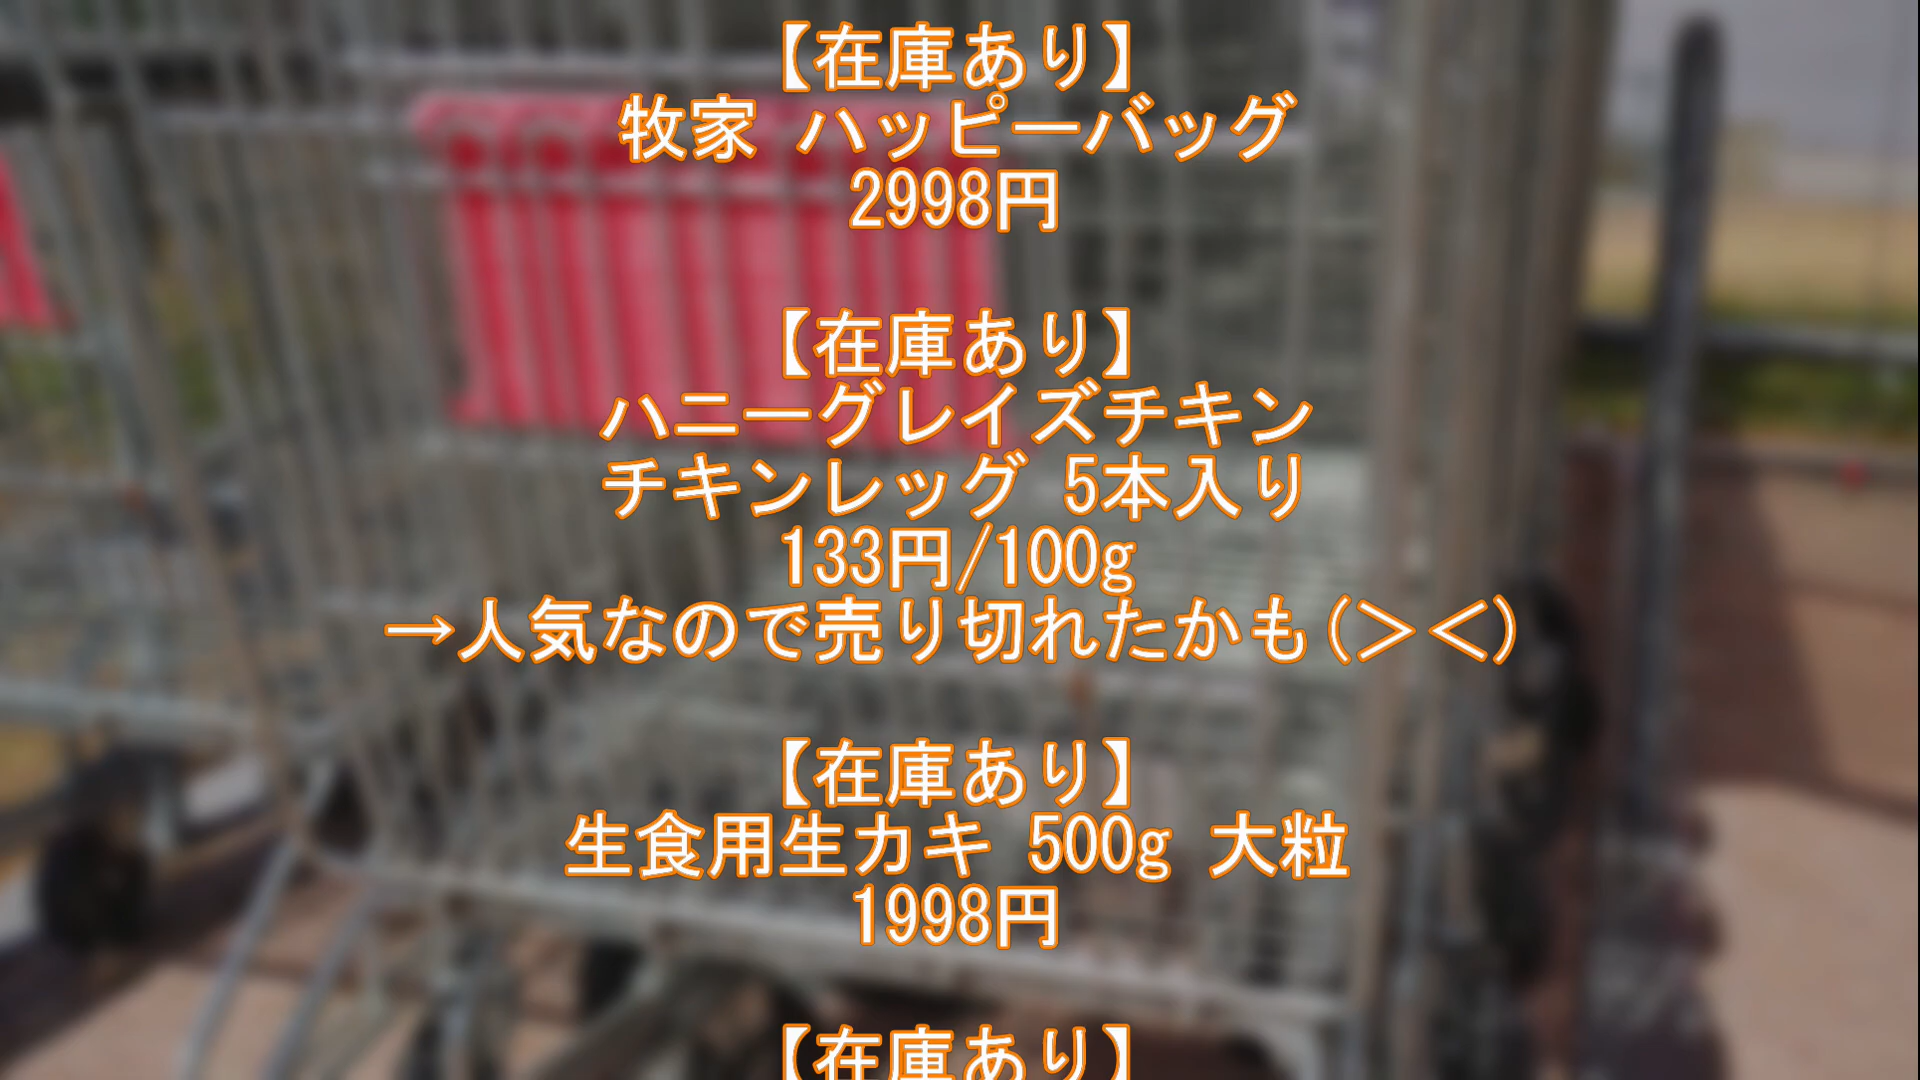 【在庫あり】
牧家 ハッピーバッグ
2998円
【在庫あり】
ハニーグレイズチキン
チキンレッグ 5本入り
133円/100g
→人気なので売り切れたかも(＞＜)
【在庫あり】
生食用生カキ 500g 大粒
1998円
【在庫あり】